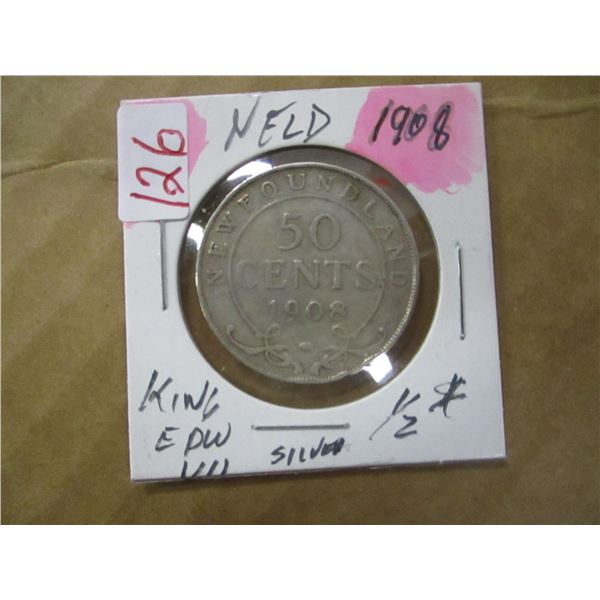 126
NFLD 1908
NEWFOUNDLAND
50
CENTS
1908
KING
EDW
VII
SILVER
1/2 $